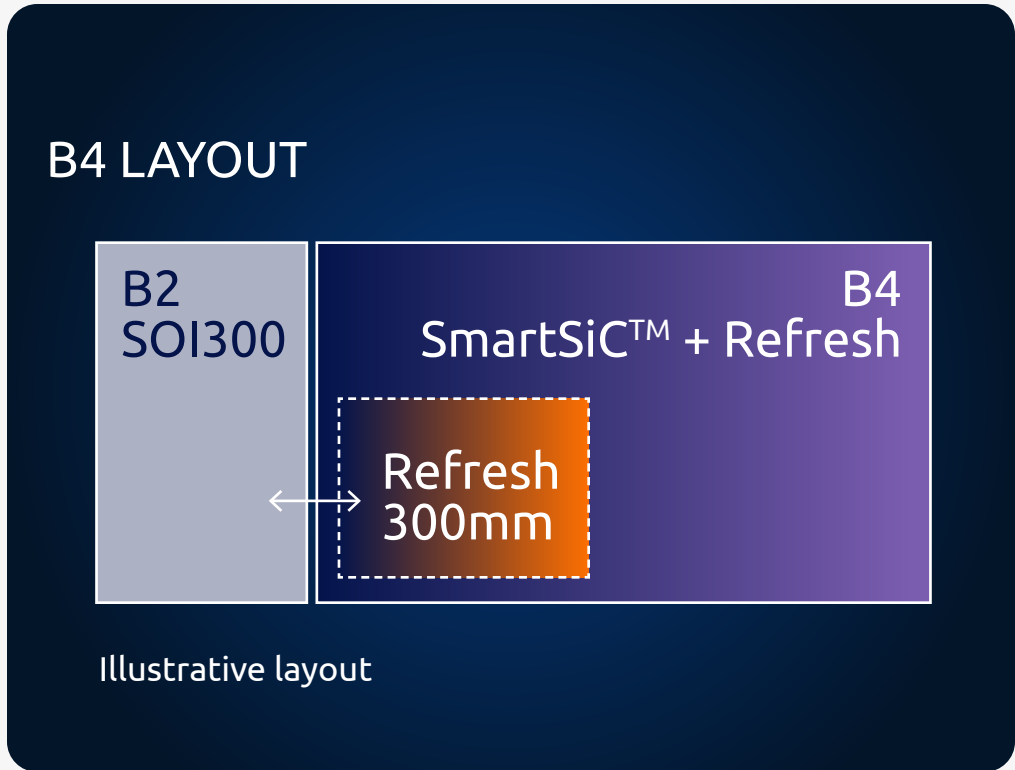 B4 LAYOUT
B2
SOI300
B4
SmartSiC™ + Refresh
Refresh
300mm
Illustrative layout